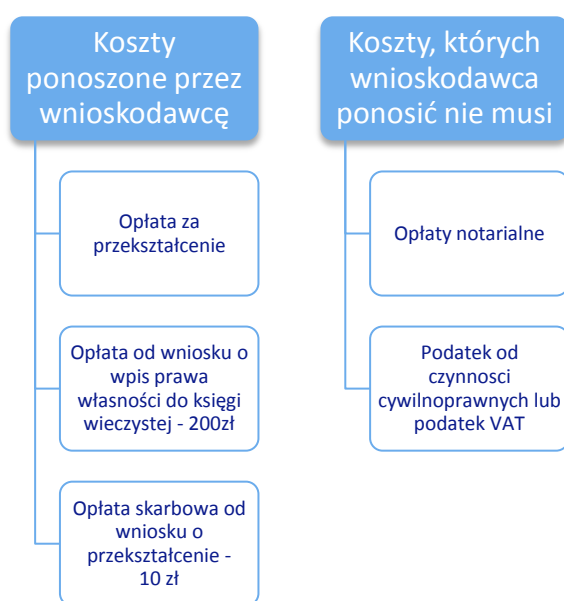 Koszty
ponoszone przez
wnioskodawcę
Opłata za
przekształcenie
Opłata od wniosku o
wpis prawa
własności do księgi
wieczystej - 200zł
Opłata skarbowa od
wniosku o
przekształcenie -
10 zł
Koszty, których
wnioskodawca
ponosić nie musi
Opłaty notarialne
Podatek od
czynnosci
cywilnoprawnych lub
podatek VAT